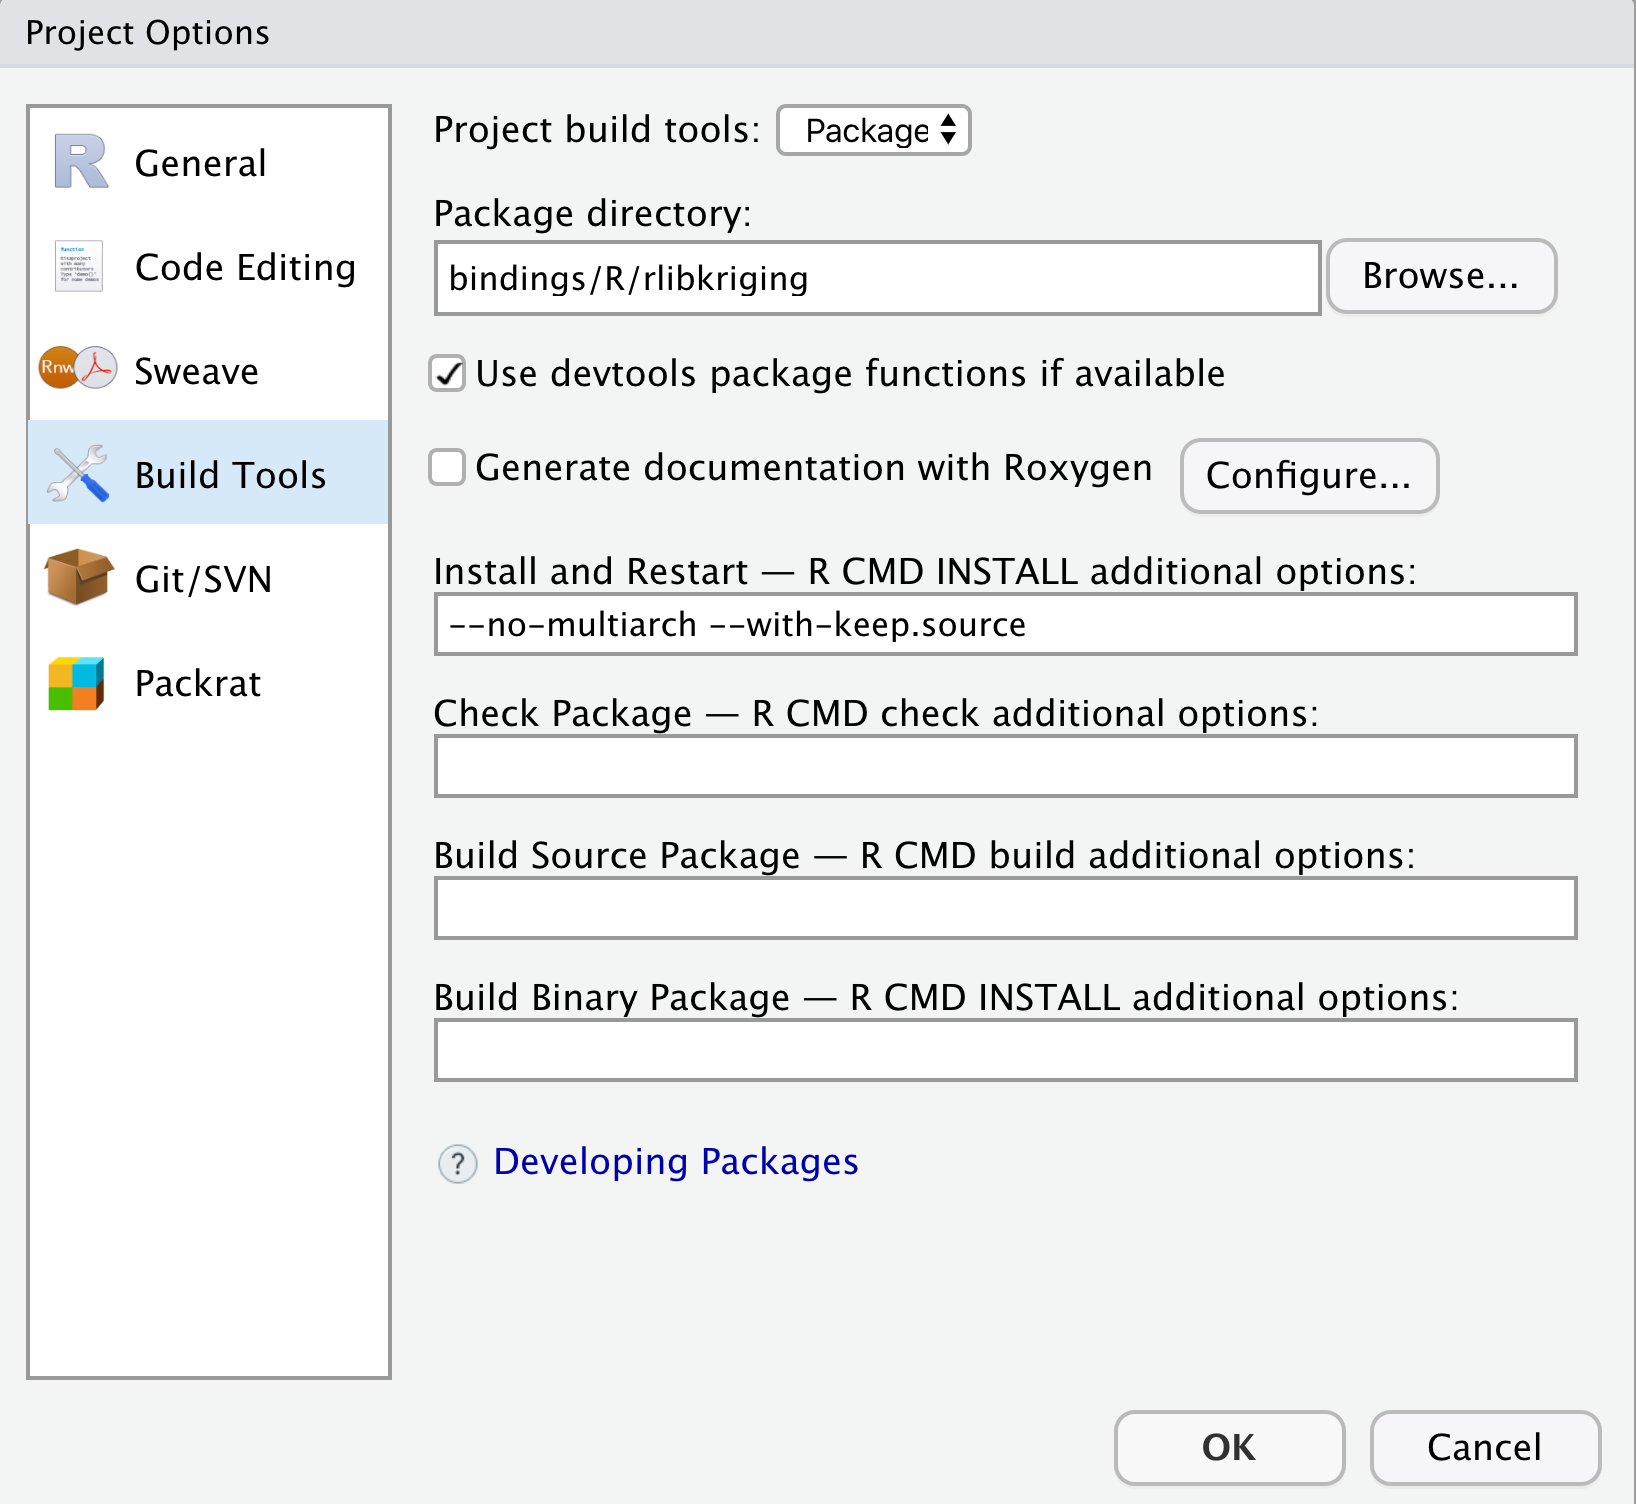 Project Options
General
Code Editing
Rnw
Sweave
Build Tools
Git/SVN
Packrat
Project build tools: Package
Package directory:
bindings/R/rlibkriging
Browse...
Use devtools package functions if available
Generate documentation with Roxygen
Configure...
Install and Restart — R CMD INSTALL additional options:
--no-multiarch --with-keep.source
Check Package — R CMD check additional options:
Build Source Package — R CMD build additional options:
Build Binary Package — R CMD INSTALL additional options:
? Developing Packages
OK
Cancel